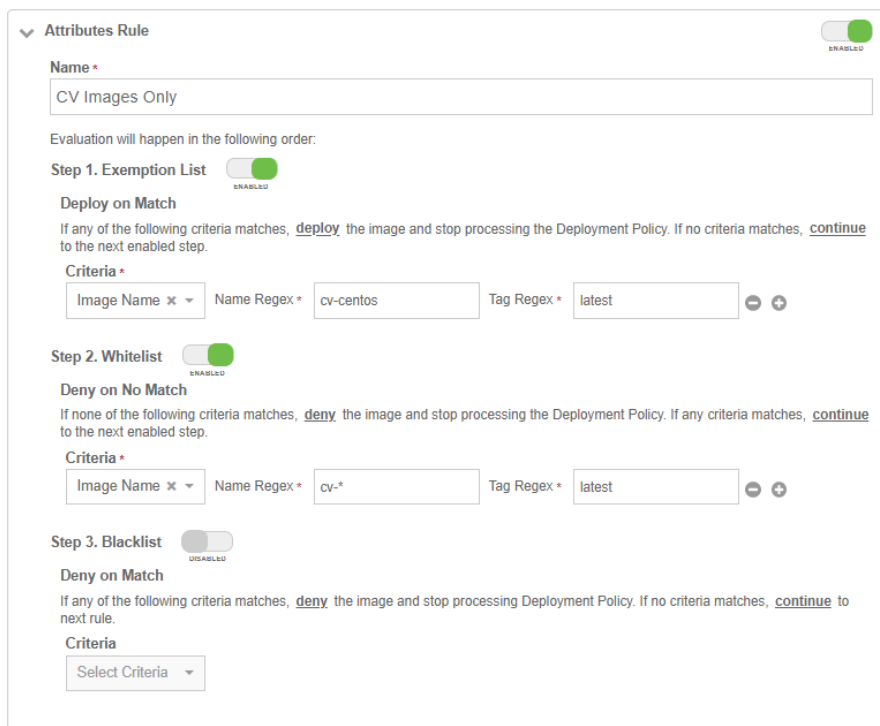 Attributes Rule
ENABLED
Name *
CV Images Only
Evaluation will happen in the following order:
Step 1. Exemption List
ENABLED
Deploy on Match
If any of the following criteria matches, deploy the image and stop processing the Deployment Policy. If no criteria matches, continue
to the next enabled step.
Criteria *
Image Name × Name Regex * cv-centos Tag Regex * latest
Step 2. Whitelist
ENABLED
Deny on No Match
If none of the following criteria matches, deny the image and stop processing the Deployment Policy. If any criteria matches, continue
to the next enabled step.
Criteria *
Image Name × Name Regex * cv-* Tag Regex * latest
Step 3. Blacklist
DISABLED
Deny on Match
If any of the following criteria matches, deny the image and stop processing Deployment Policy. If no criteria matches, continue to
next rule.
Criteria
Select Criteria